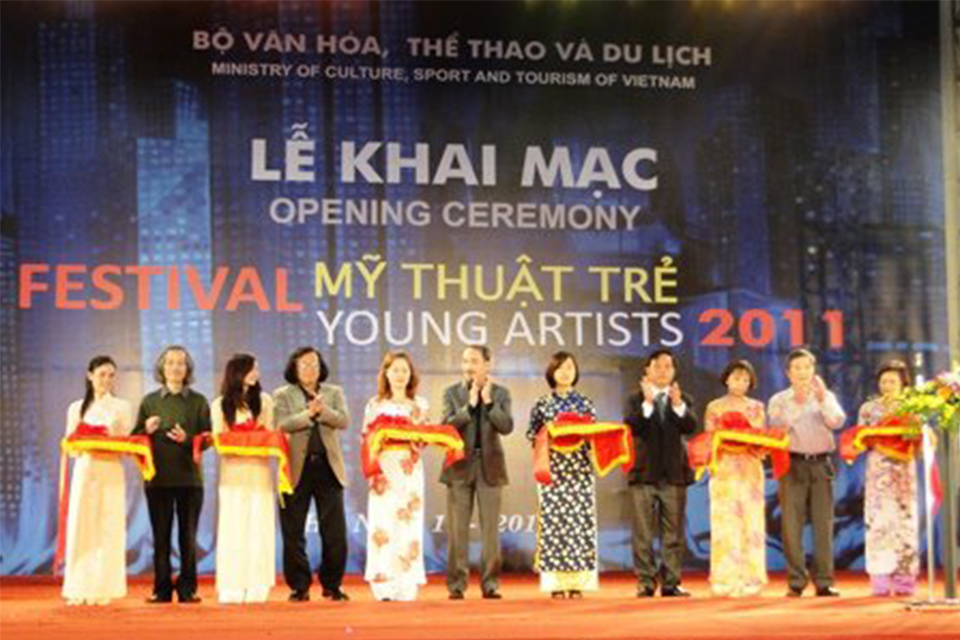 BỘ VĂN HÓA, THỂ THAO VÀ DU LỊCH
MINISTRY OF CULTURE, SPORT AND TOURISM OF VIETNAM
LỄ KHAI MẠC
OPENING CEREMONY
FESTIVAL MỸ THUẬT TRẺ
YOUNG ARTISTS 2011